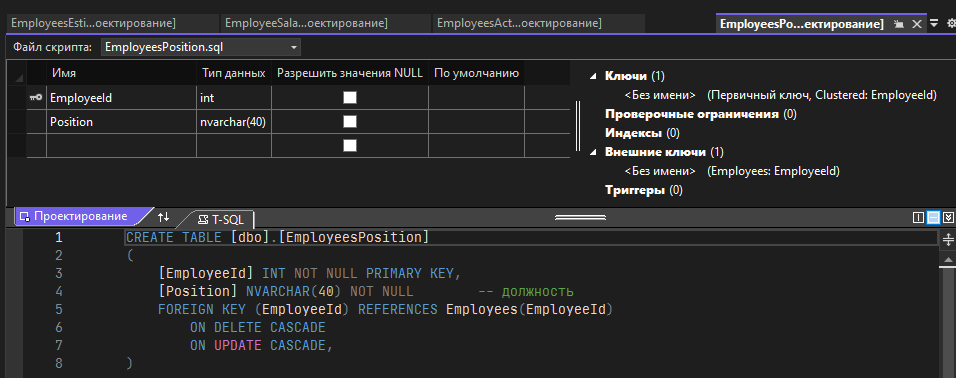 EmployeesEsti...оектирование]
EmployeeSala...оектирование]
EmployeesAct...оектирование]
EmployeesPo...ектирование]
Файл скрипта:
EmployeesPosition.sql
Имя
Тип данных
Разрешить значения NULL
По умолчанию
EmployeeId
int
Position
nvarchar(40)
Ключи (1)
<Без имени> (Первичный ключ, Clustered: EmployeeId)
Проверочные ограничения (0)
Индексы (0)
Внешние ключи (1)
<Без имени> (Employees: EmployeeId)
Триггеры (0)
Проектирование
T-SQL
1 CREATE TABLE [dbo].[EmployeesPosition]
2 (
3 [EmployeeId] INT NOT NULL PRIMARY KEY,
4 [Position] NVARCHAR(40) NOT NULL -- должность
5 FOREIGN KEY (EmployeeId) REFERENCES Employees(EmployeeId)
6 ON DELETE CASCADE
7 ON UPDATE CASCADE,
8 )